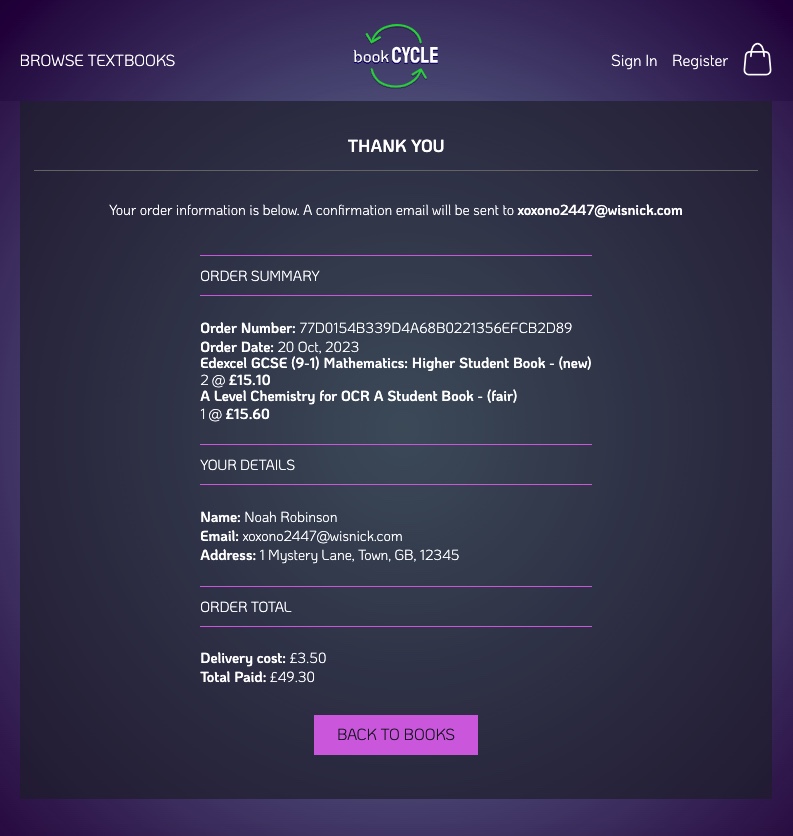 BROWSE TEXTBOOKS
book CYCLE
Sign In Register
THANK YOU
Your order information is below. A confirmation email will be sent to xoxono2447@wisnick.com
ORDER SUMMARY
Order Number: 77D0154B339D4A68B0221356EFCB2D89
Order Date: 20 Oct, 2023
Edexcel GCSE (9-1) Mathematics: Higher Student Book - (new)
2 @ £15.10
A Level Chemistry for OCR A Student Book - (fair)
1 @ £15.60
YOUR DETAILS
Name: Noah Robinson
Email: xoxono2447@wisnick.com
Address: 1 Mystery Lane, Town, GB, 12345
ORDER TOTAL
Delivery cost: £3.50
Total Paid: £49.30
BACK TO BOOKS